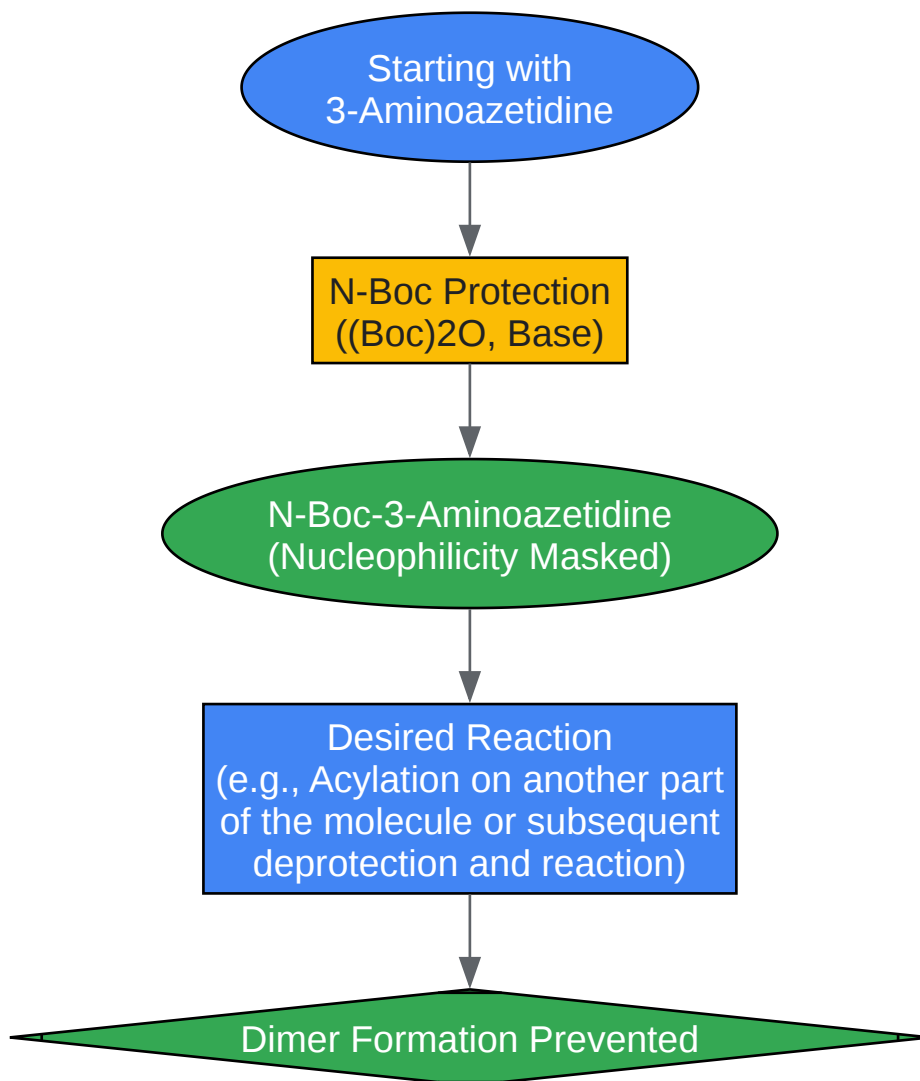 Starting with
3-Aminoazetidine
N-Boc Protection
((Boc)2O, Base)
N-Boc-3-Aminoazetidine
(Nucleophilicity Masked)
Desired Reaction
(e.g., Acylation on another part
of the molecule or subsequent
deprotection and reaction)
Dimer Formation Prevented